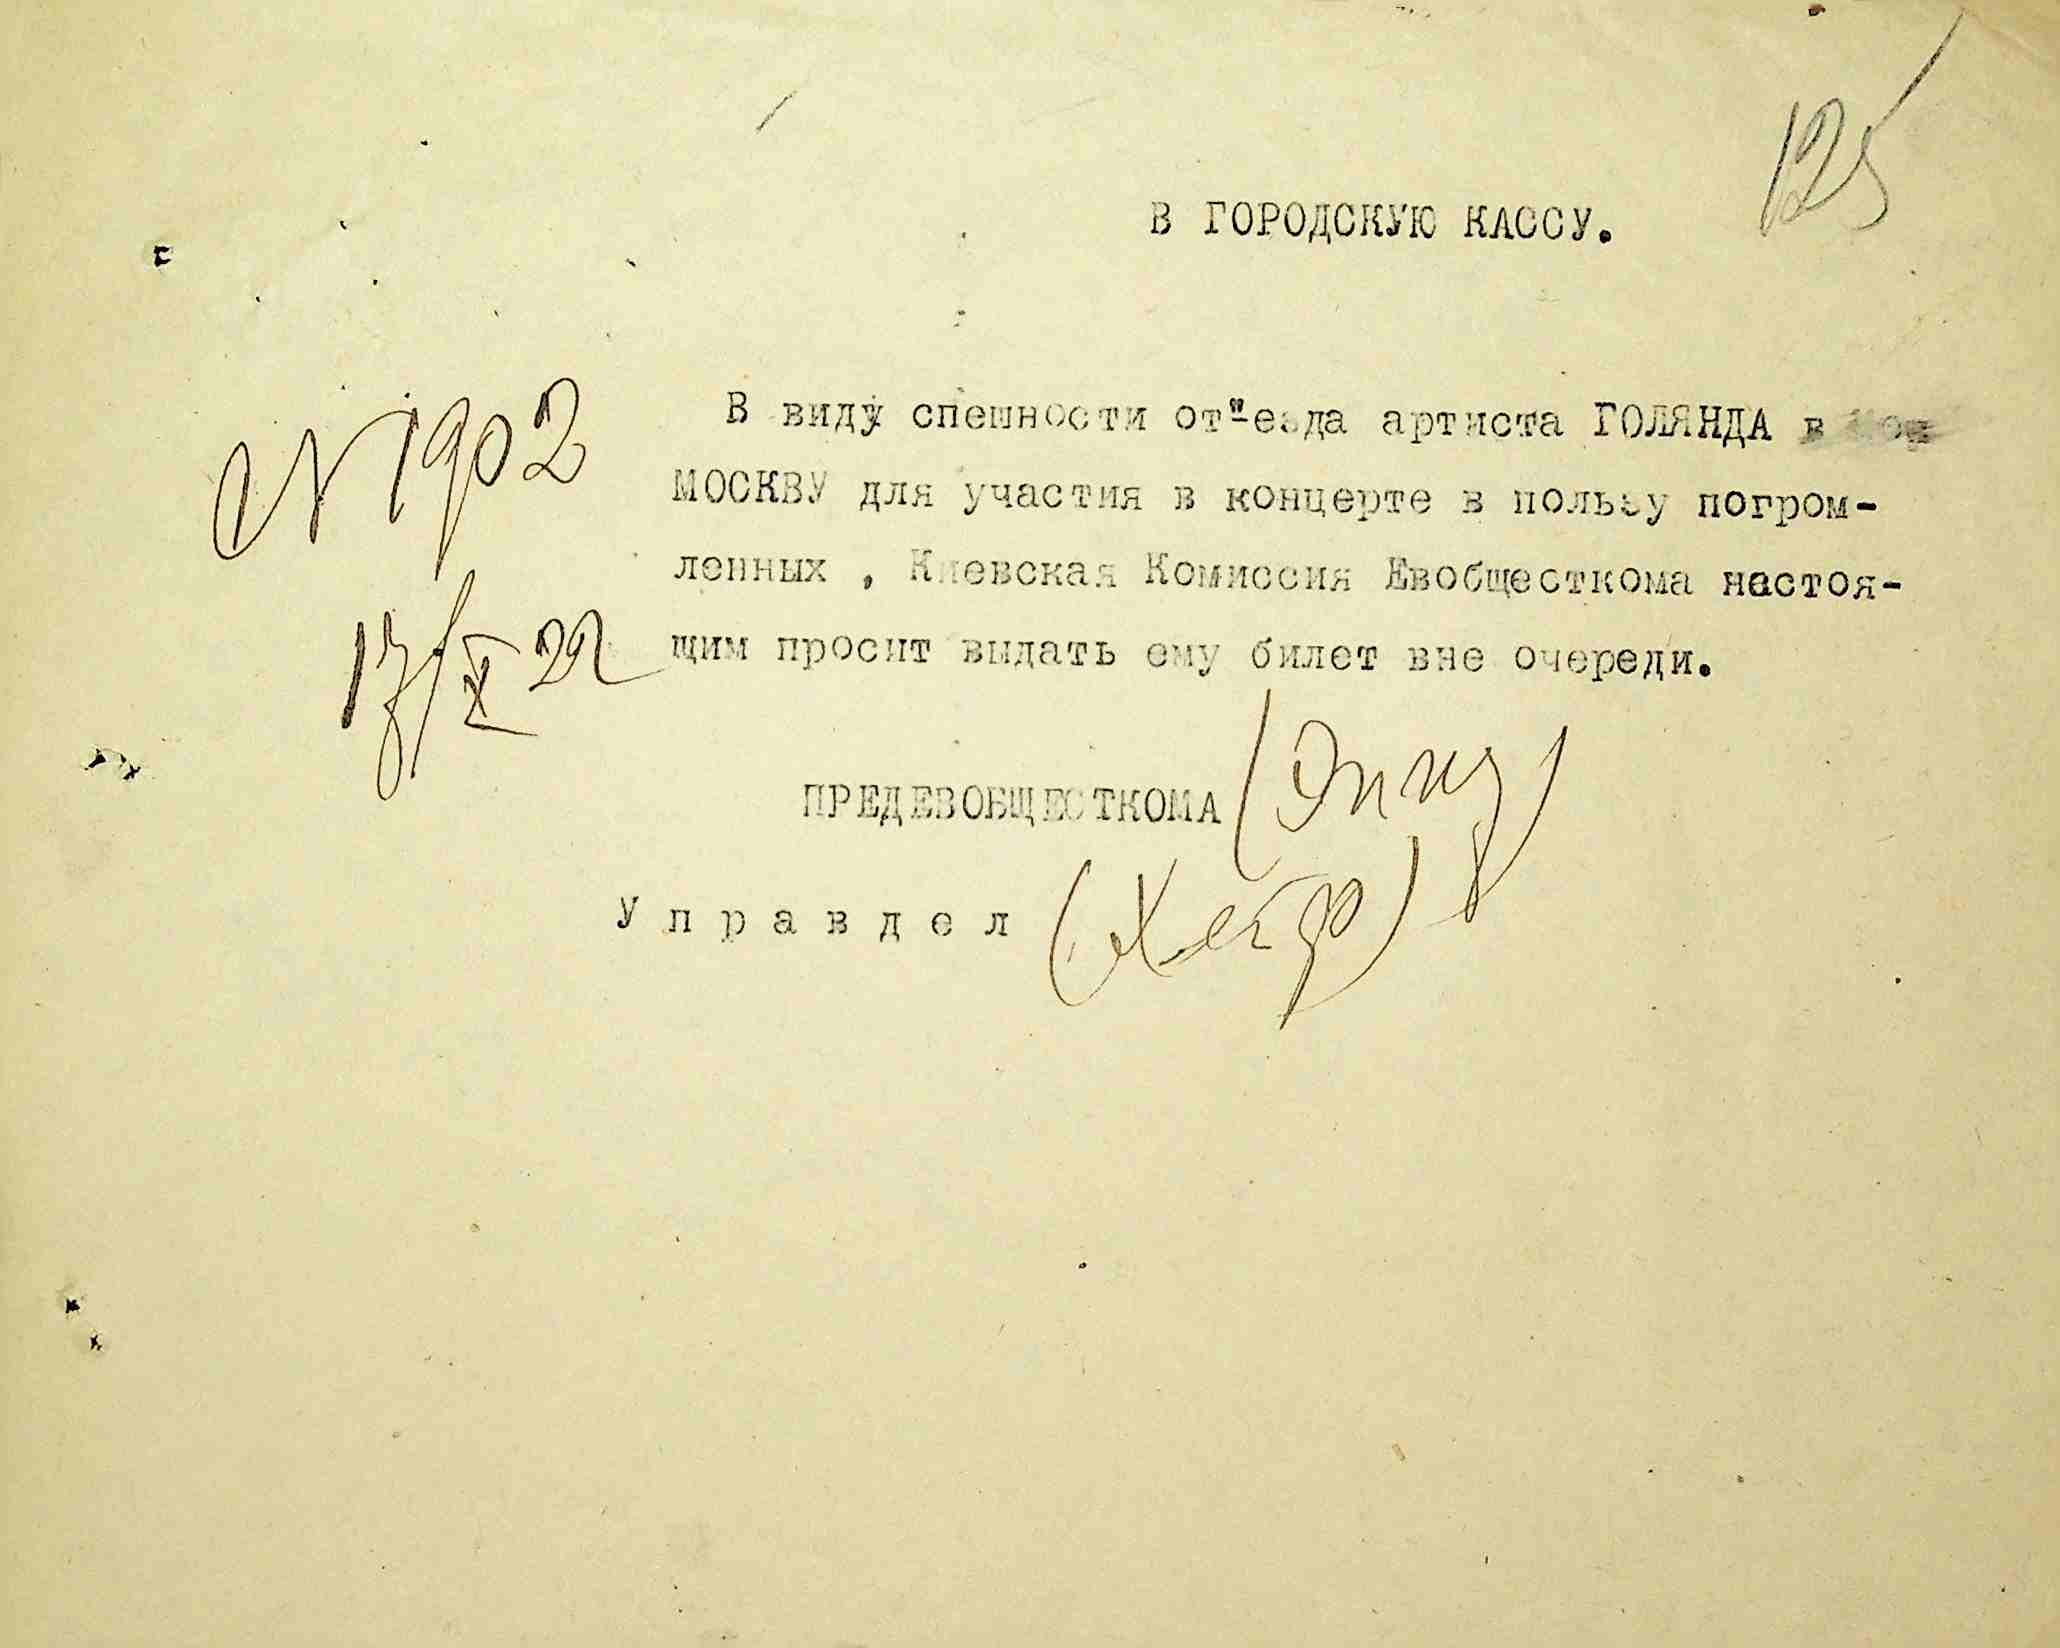 125
В ГОРОДСКУЮ КАССУ.
N 1902
13/X 22
В виду спешности от"езда артиста ГОЛЯНДА в Мос
МОСКВУ для участия в концерте в пользу погром-
ленных , Киевская Комиссия Евобщесткома настоя-
щим просит выдать ему билет вне очереди.
ПРЕДЕВОБЩЕСТКОМА
Управдел